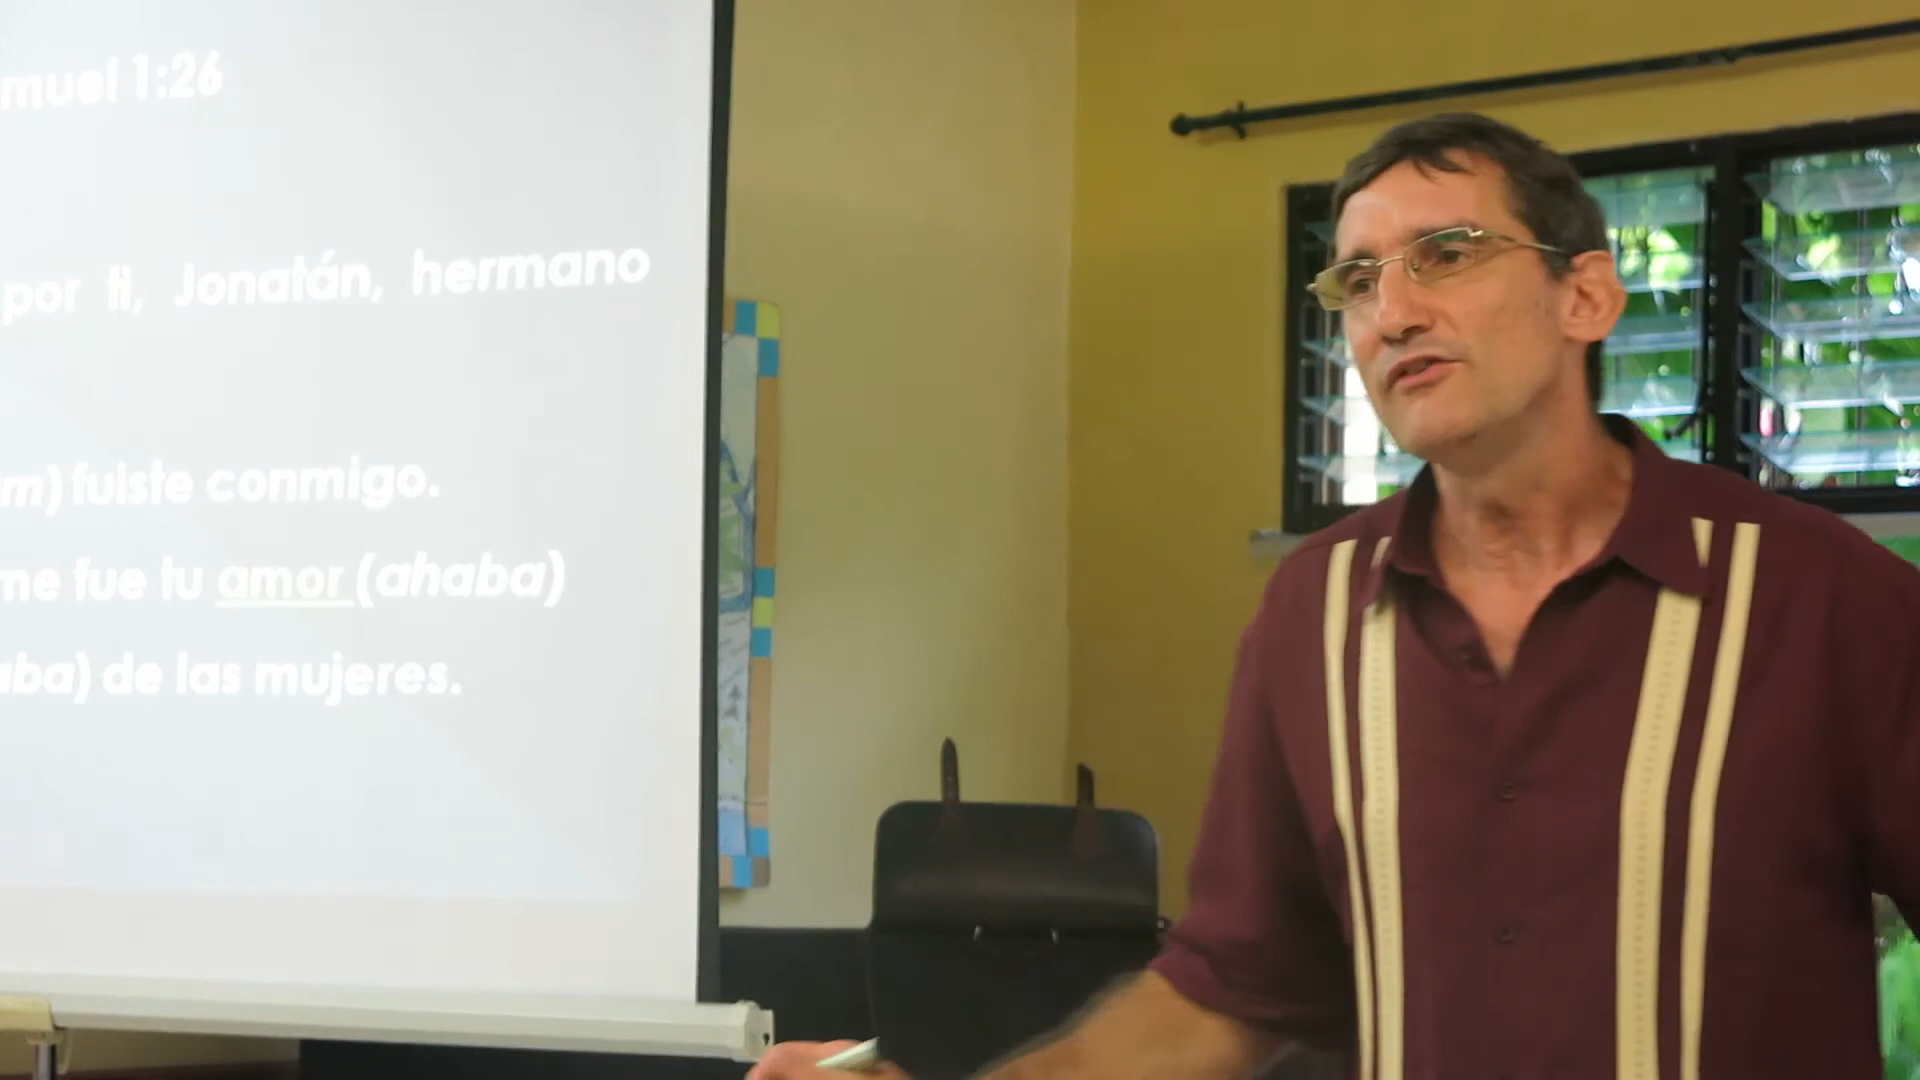 muel 1:26
por ti, Jonatán, hermano
m) fuiste conmigo.
me fue tu amor (ahaba)
aba) de las mujeres.